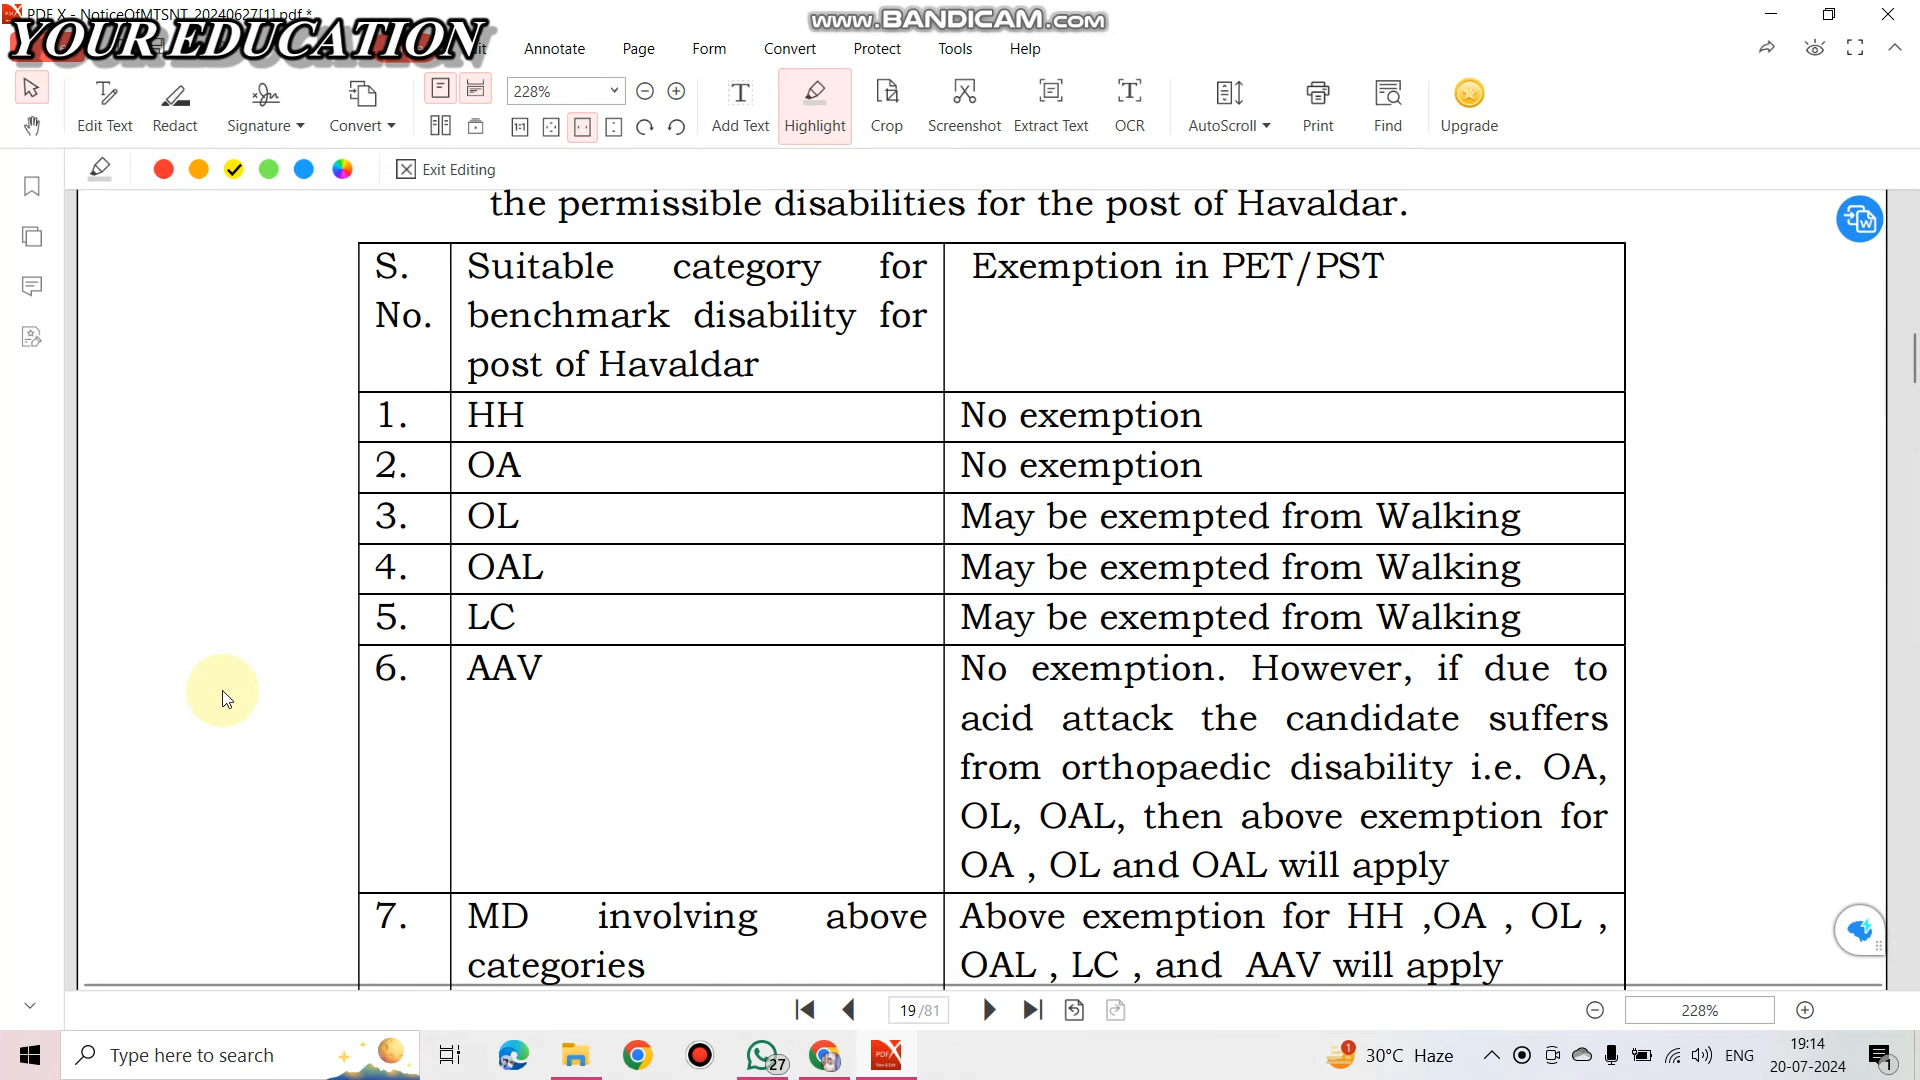 PDF X - NoticeOfMTSNT_20240627[1].pdf *
YOUR EDUCATION
www.BANDICAM.com
Annotate Page Form Convert Protect Tools Help
228%
Edit Text Redact Signature Convert Add Text Highlight Crop Screenshot Extract Text OCR AutoScroll Print Find Upgrade
Exit Editing
the permissible disabilities for the post of Havaldar.
S. No.
Suitable category for
benchmark disability for
post of Havaldar
Exemption in PET/PST
1. HH No exemption
2. OA No exemption
3. OL May be exempted from Walking
4. OAL May be exempted from Walking
5. LC May be exempted from Walking
6. AAV No exemption. However, if due to
acid attack the candidate suffers
from orthopaedic disability i.e. OA,
OL, OAL, then above exemption for
OA , OL and OAL will apply
7. MD involving above
categories
Above exemption for HH ,OA , OL ,
OAL , LC , and AAV will apply
19 /81
228%
Type here to search
27
1
30°C Haze
ENG
19:14
20-07-2024
1